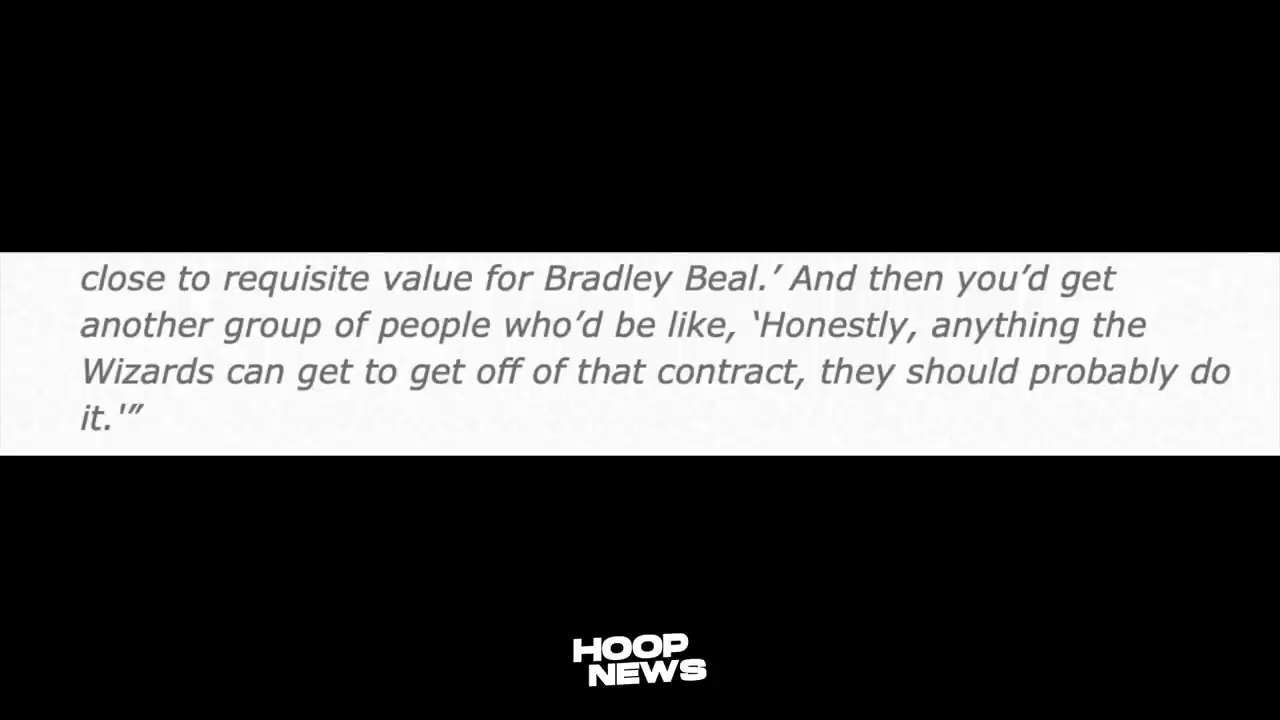 close to requisite value for Bradley Beal.’ And then you’d get
another group of people who’d be like, ‘Honestly, anything the
Wizards can get to get off of that contract, they should probably do
it.'”
HOOP
NEWS